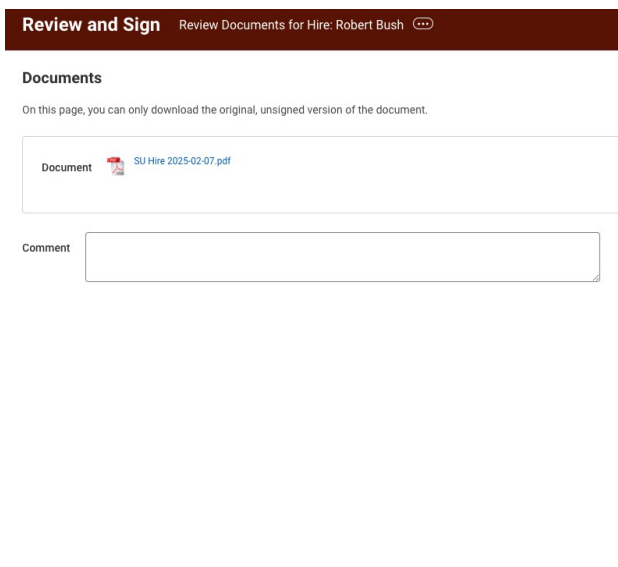 Review and Sign Review Documents for Hire: Robert Bush
Documents
On this page, you can only download the original, unsigned version of the document.
Document SU Hire 2025-02-07.pdf
Comment